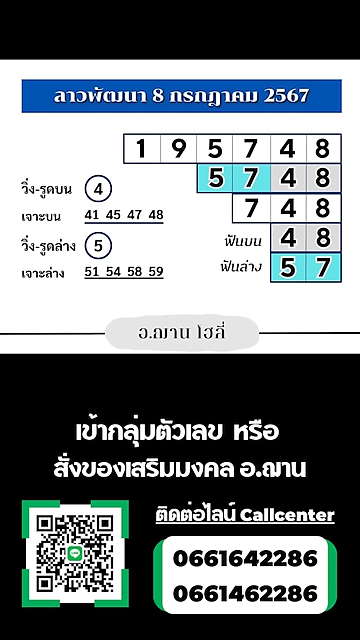 ลาวพัฒนา 8 กรกฎาคม 2567
1 9 5 7 4 8
5 7 4 8
7 4 8
4 8
5 7
วิ่ง-รูดบน 4
เจาะบน 41 45 47 48
วิ่ง-รูดล่าง 5
เจาะล่าง 51 54 58 59
ฟันบน
ฟันล่าง
อ.ฌาน ไฮลี่
เข้ากลุ่มตัวเลข หรือ
สั่งของเสริมมงคล อ.ฌาน
ติดต่อไลน์ Callcenter
0661642286
0661462286